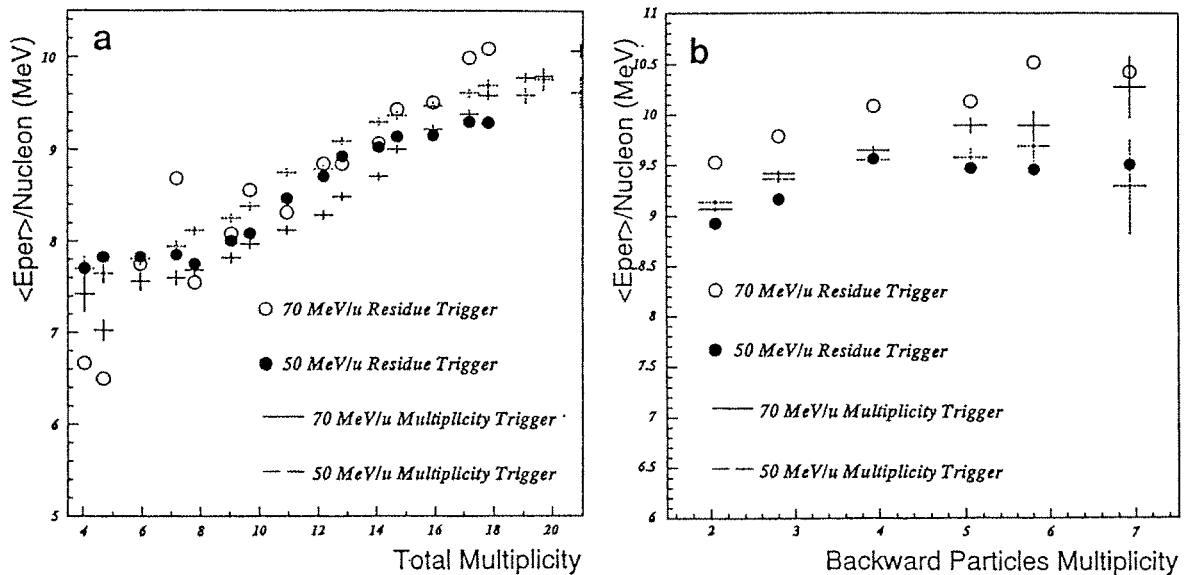 a
<Eper>/Nucleon (MeV)
10
9
8
7
6
5
70 MeV/u Residue Trigger
50 MeV/u Residue Trigger
70 MeV/u Multiplicity Trigger
50 MeV/u Multiplicity Trigger
4 6 8 10 12 14 16 18 20
Total Multiplicity
b
<Eper>/Nucleon (MeV)
11
10.5
10
9.5
9
8.5
8
7.5
7
6.5
6
70 MeV/u Residue Trigger
50 MeV/u Residue Trigger
70 MeV/u Multiplicity Trigger
50 MeV/u Multiplicity Trigger
2 3 4 5 6 7
Backward Particles Multiplicity